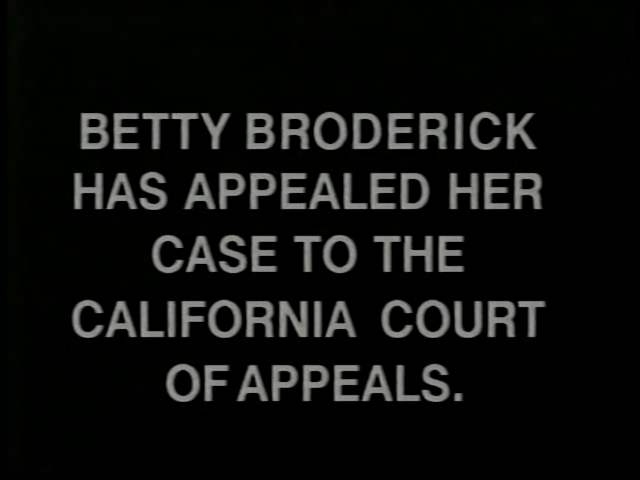 BETTY BRODERICK
HAS APPEALED HER
CASE TO THE
CALIFORNIA COURT
OF APPEALS.